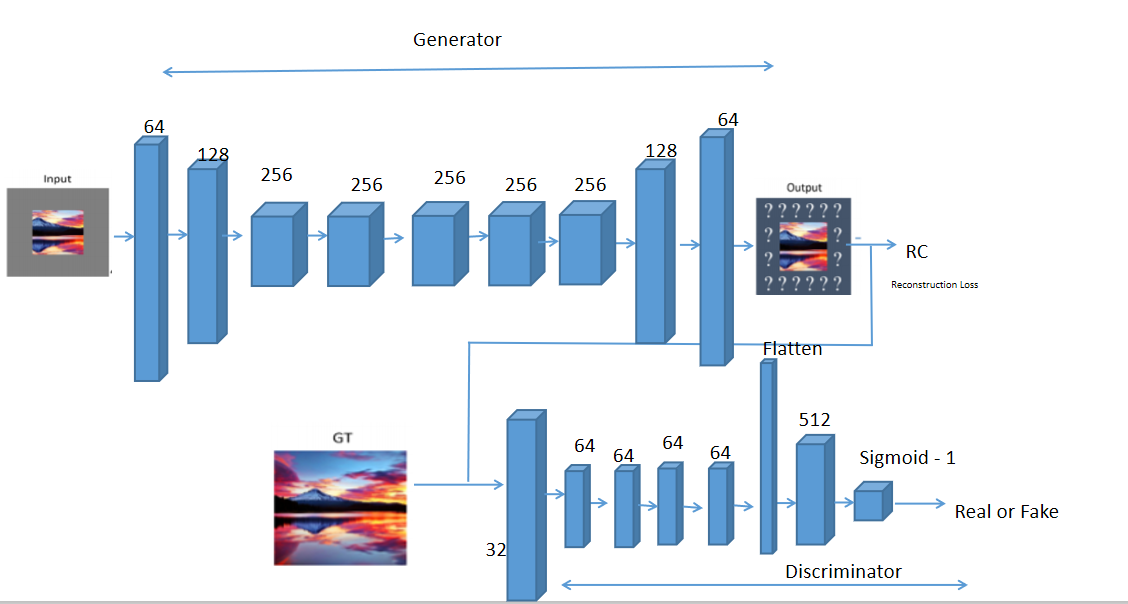 Generator
64
128
256
256
256
256
256
128
64
Input
Output
? ? ? ? ? ?
? ?
? ?
? ? ? ? ? ?
RC
Reconstruction Loss
Flatten
GT
32
64
64
64
64
512
Sigmoid - 1
Real or Fake
Discriminator